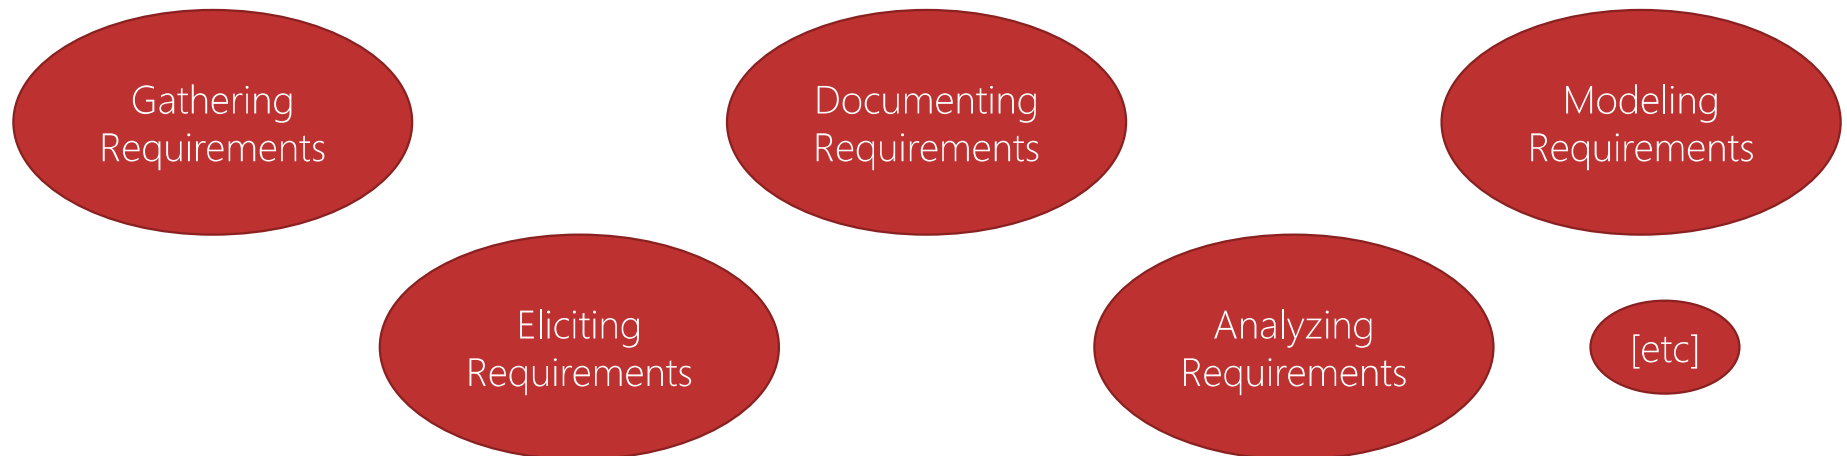 Gathering
Requirements
Documenting
Requirements
Modeling
Requirements
Eliciting
Requirements
Analyzing
Requirements
[etc]